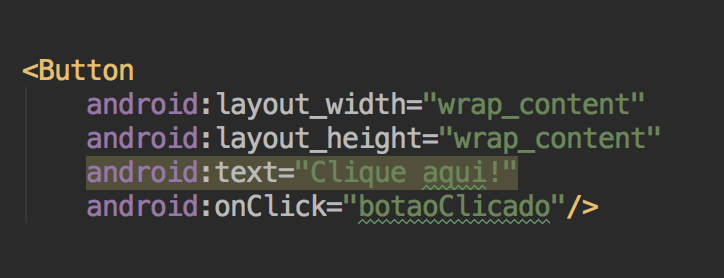 <Button
android:layout_width="wrap_content"
android:layout_height="wrap_content"
android:text="Clique aqui!"
android:onClick="botaoClicado"/>